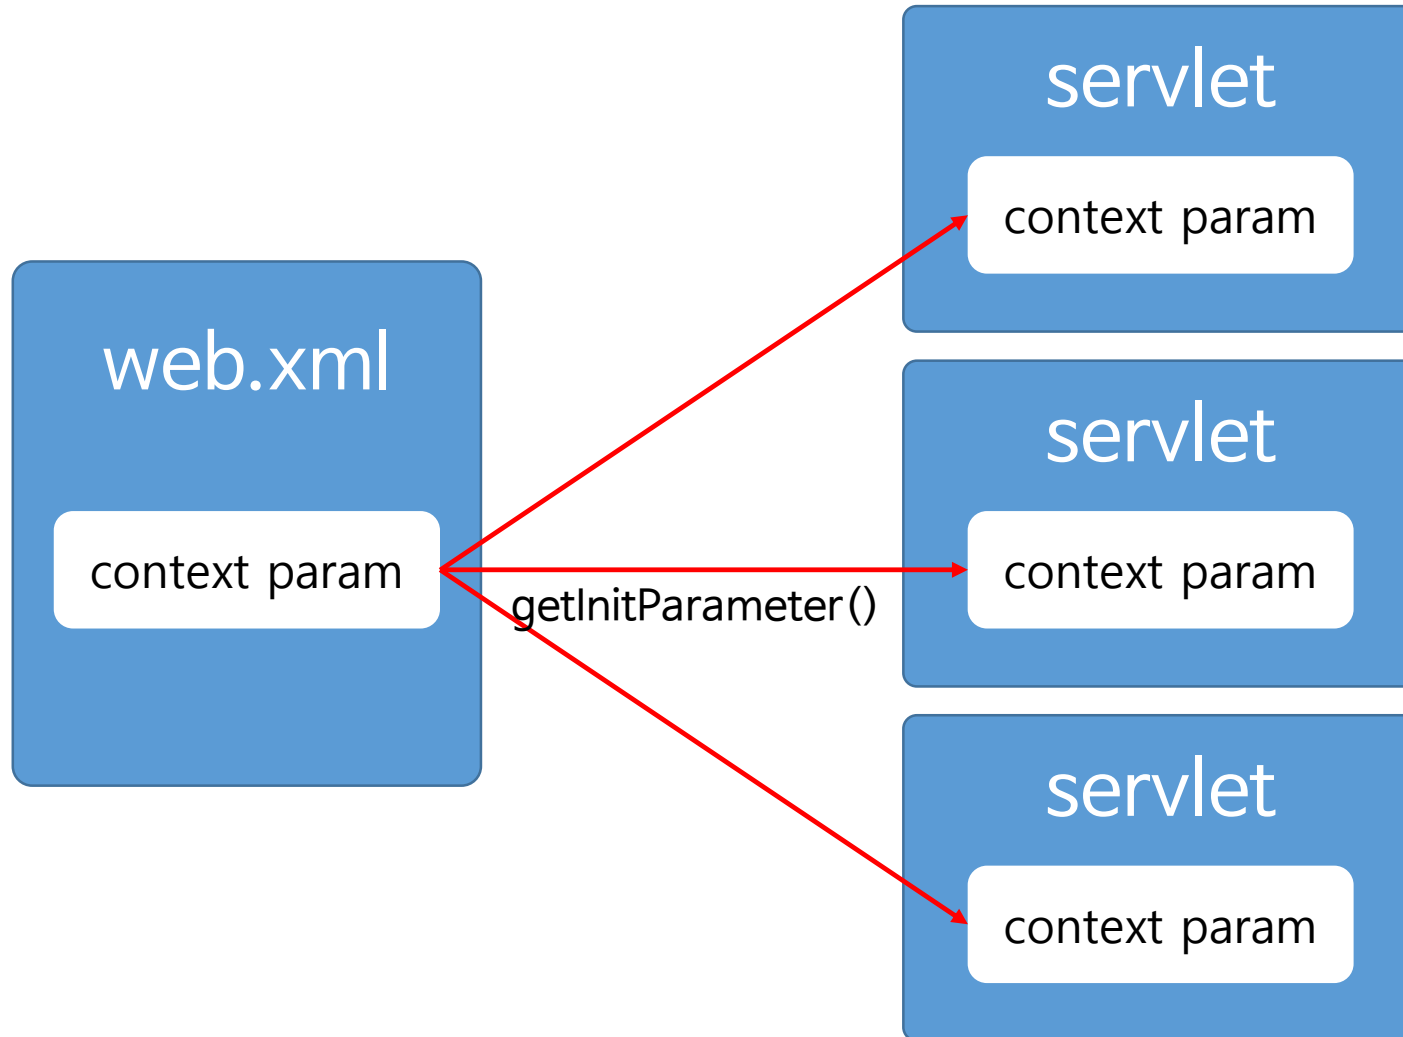 web.xml
context param
getInitParameter()
servlet
context param
servlet
context param
servlet
context param